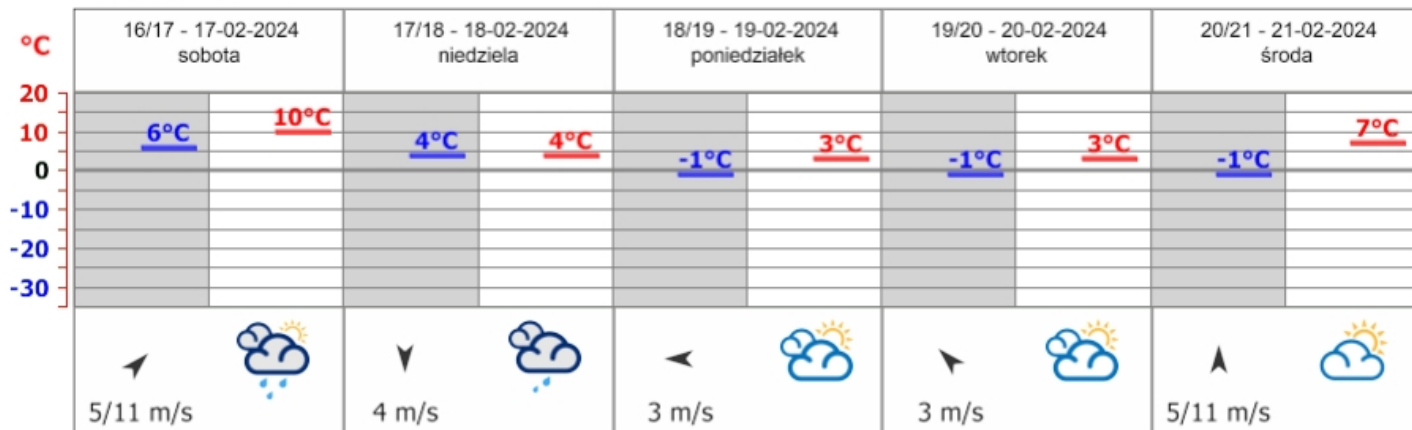 °C
16/17 - 17-02-2024
sobota
17/18 - 18-02-2024
niedziela
18/19 - 19-02-2024
poniedziałek
19/20 - 20-02-2024
wtorek
20/21 - 21-02-2024
środa
20
10
0
-10
-20
-30
6°C
10°C
4°C
4°C
-1°C
3°C
-1°C
3°C
-1°C
7°C
5/11 m/s
4 m/s
3 m/s
3 m/s
5/11 m/s